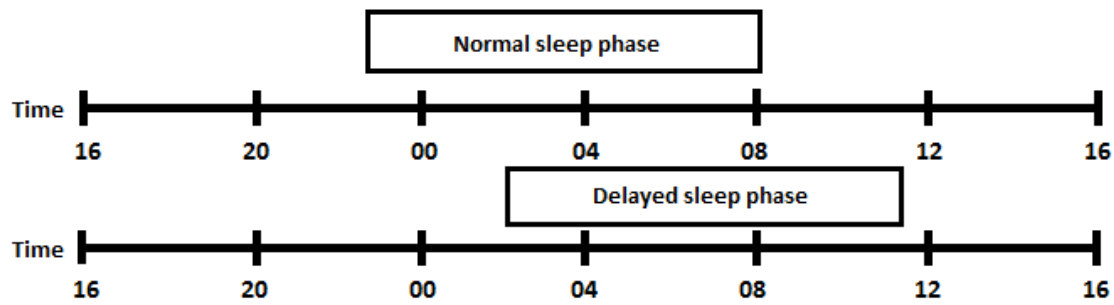 Normal sleep phase
Time
16 20 00 04 08 12 16
Delayed sleep phase
Time
16 20 00 04 08 12 16